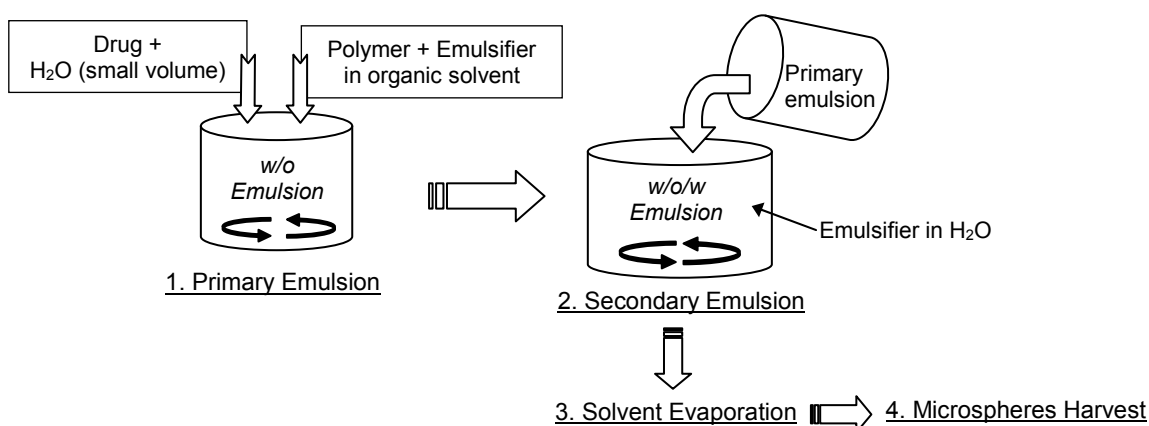 Drug +
H₂O (small volume)
Polymer + Emulsifier
in organic solvent
Primary
emulsion
w/o
Emulsion
w/o/w
Emulsion
Emulsifier in H₂O
1. Primary Emulsion
2. Secondary Emulsion
3. Solvent Evaporation
4. Microspheres Harvest